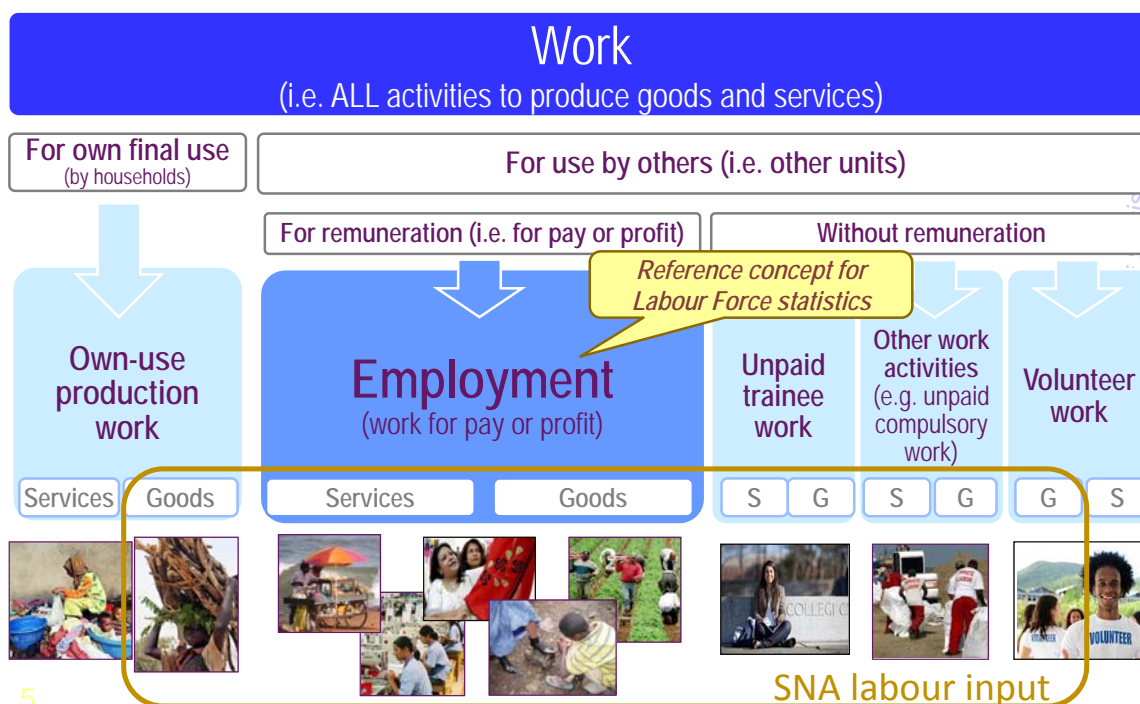 Work
(i.e. ALL activities to produce goods and services)
For own final use
(by households)
For use by others (i.e. other units)
For remuneration (i.e. for pay or profit)
Without remuneration
Reference concept for
Labour Force statistics
Own-use
production
work
Employment
(work for pay or profit)
Unpaid
trainee
work
Other work
activities
(e.g. unpaid
compulsory
work)
Volunteer
work
Services
Goods
Services
Goods
S
G
S
G
G
S
VOLUNTEER
VOLUNTEER
SNA labour input
5